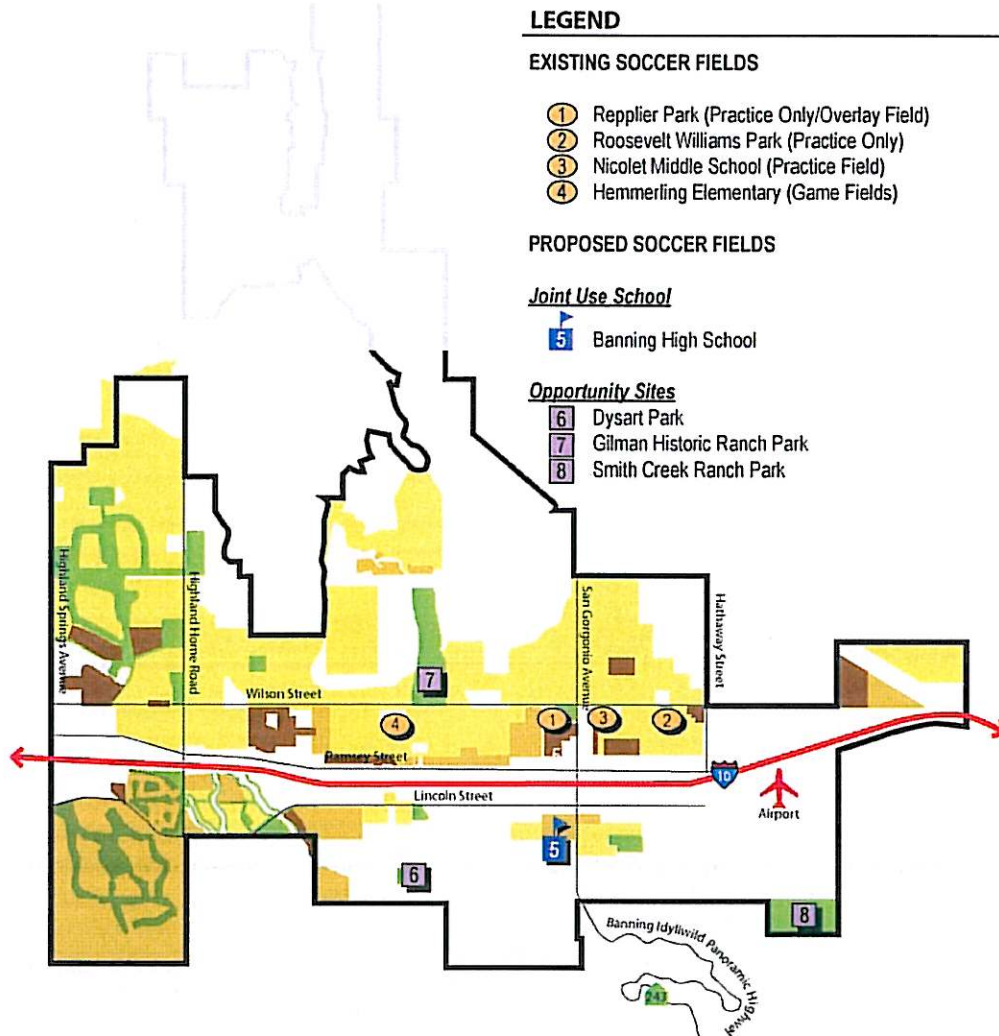 LEGEND
EXISTING SOCCER FIELDS
1 Repplier Park (Practice Only/Overlay Field)
2 Roosevelt Williams Park (Practice Only)
3 Nicolet Middle School (Practice Field)
4 Hemmerling Elementary (Game Fields)
PROPOSED SOCCER FIELDS
Joint Use School
5 Banning High School
Opportunity Sites
6 Dysart Park
7 Gilman Historic Ranch Park
8 Smith Creek Ranch Park
Highland Springs Avenue
Highland Home Road
San Gorgonio Avenue
Hathaway Street
7
Wilson Street
4
1
3
2
Ramsey Street
10
Lincoln Street
Airport
5
6
8
Banning Idyllwild Panoramic Highway
243